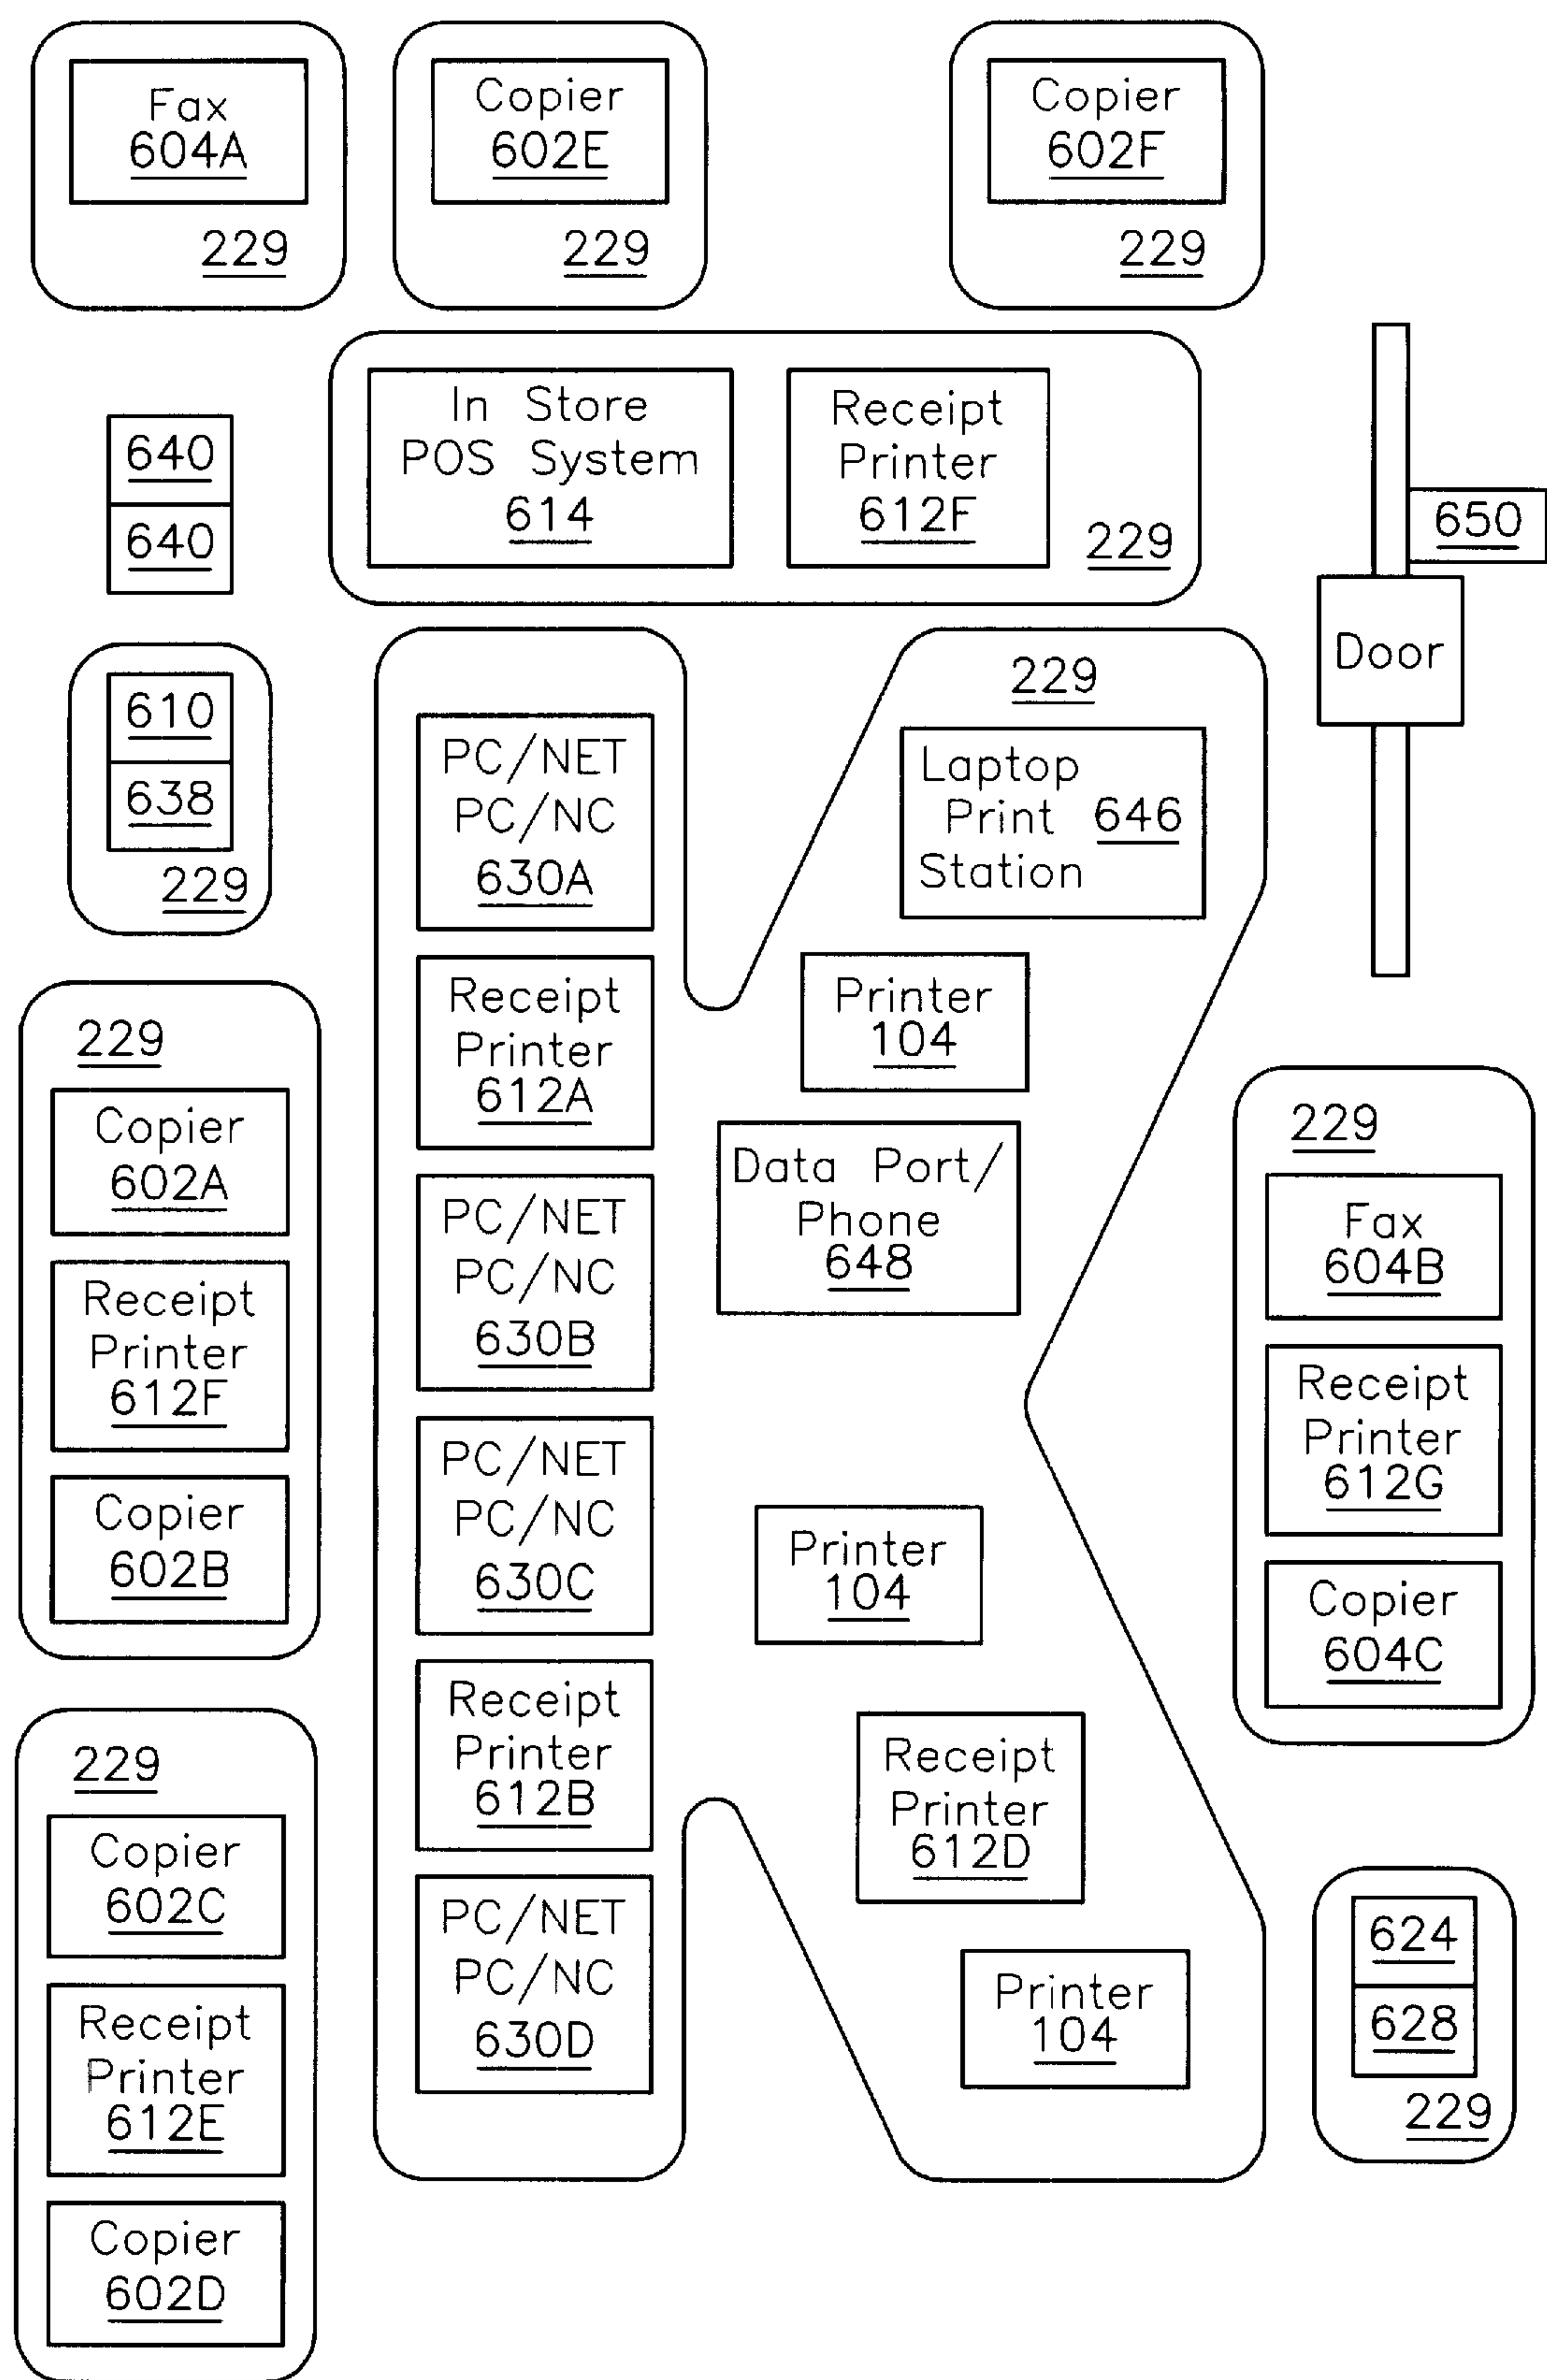 Fax
604A
229
Copier
602E
229
Copier
602F
229
In Store
POS System
614
Receipt
Printer
612F
229
640
640
650
Door
610
638
229
229
Copier
602A
Receipt
Printer
612F
Copier
602B
229
Copier
602C
Receipt
Printer
612E
Copier
602D
PC/NET
PC/NC
630A
Receipt
Printer
612A
PC/NET
PC/NC
630B
PC/NET
PC/NC
630C
Receipt
Printer
612B
PC/NET
PC/NC
630D
229
Laptop
Print 646
Station
Printer
104
Data Port/
Phone
648
Printer
104
Receipt
Printer
612D
Printer
104
229
Fax
604B
Receipt
Printer
612G
Copier
604C
624
628
229